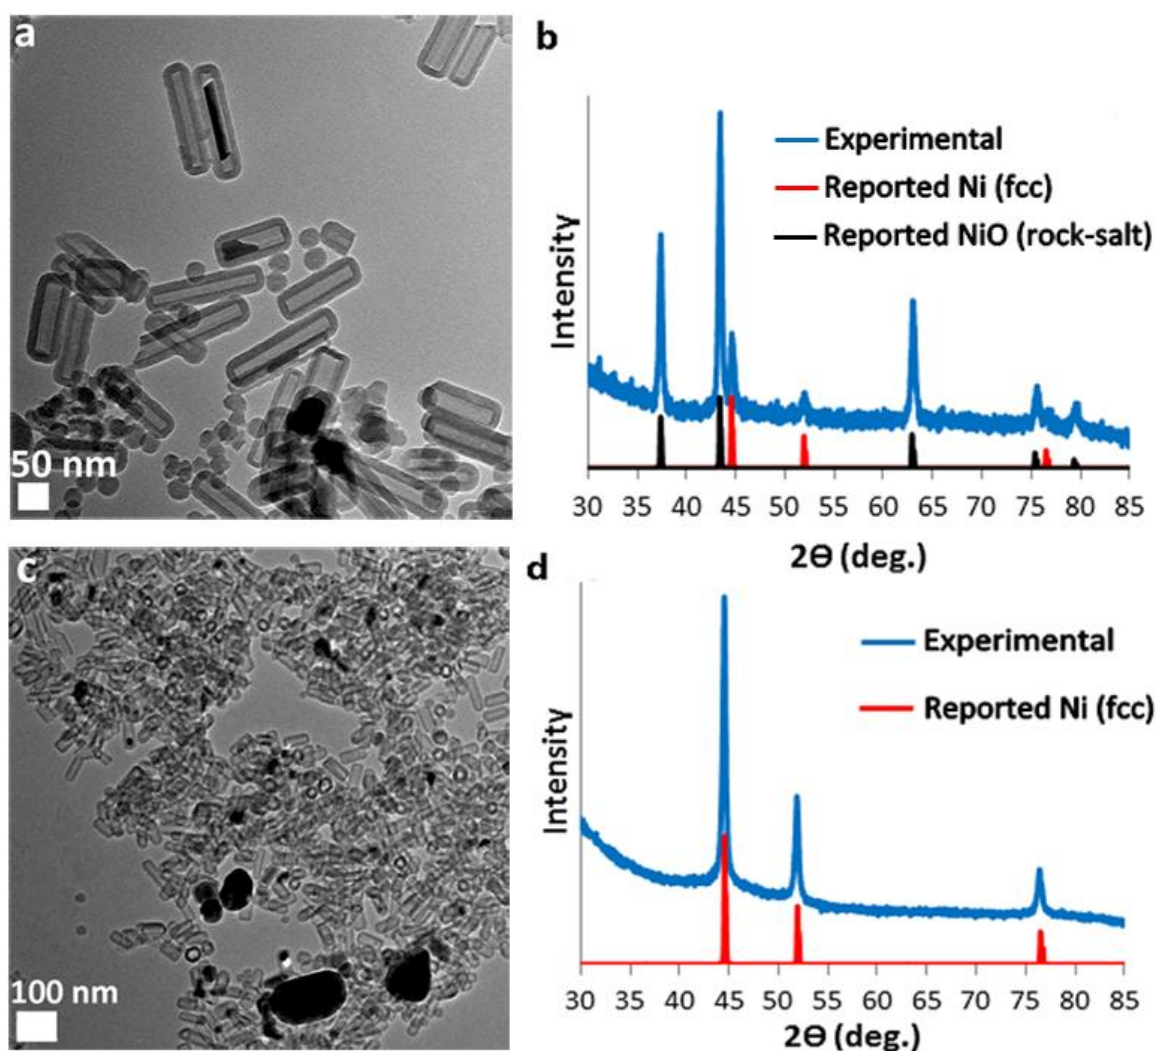 a
50 nm
b
Experimental
Reported Ni (fcc)
Reported NiO (rock-salt)
Intensity
30 35 40 45 50 55 60 65 70 75 80 85
2Ɵ (deg.)
c
100 nm
d
Experimental
Reported Ni (fcc)
Intensity
30 35 40 45 50 55 60 65 70 75 80 85
2Ɵ (deg.)